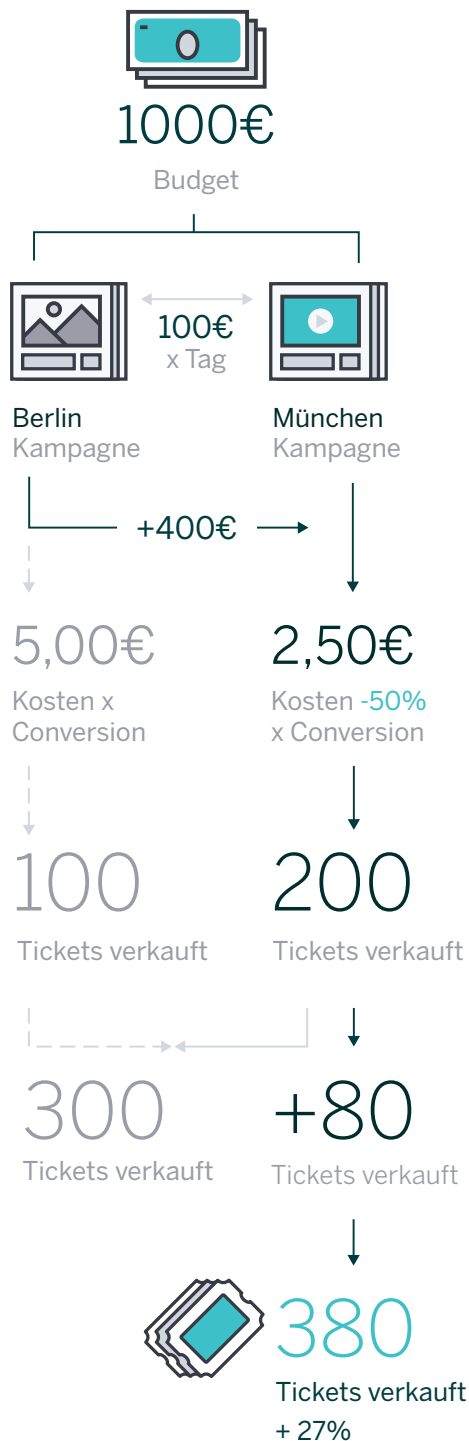 1000€
Budget
100€
x Tag
Berlin
Kampagne
München
Kampagne
+400€
5,00€
Kosten x
Conversion
2,50€
Kosten -50%
x Conversion
100
Tickets verkauft
200
Tickets verkauft
300
Tickets verkauft
+80
Tickets verkauft
380
Tickets verkauft
+ 27%